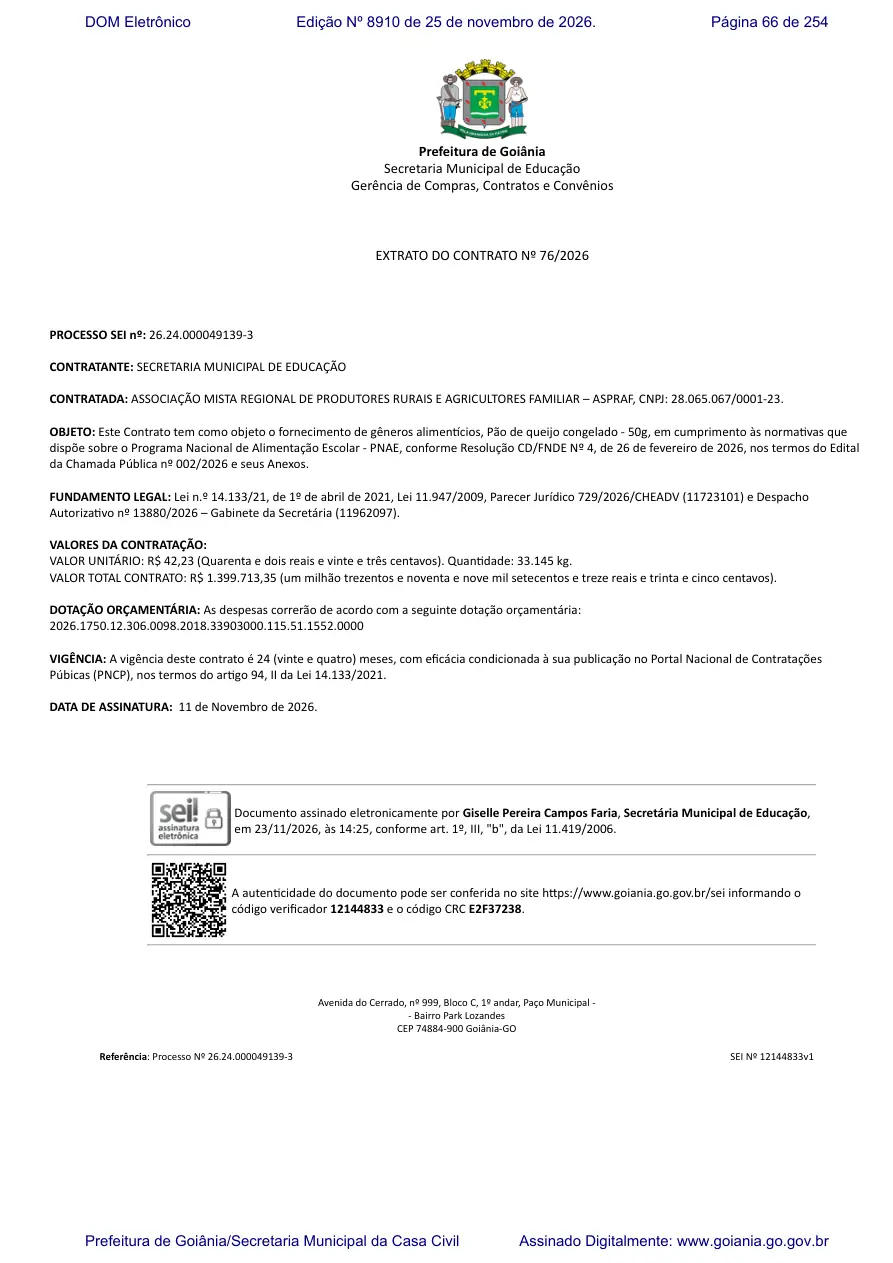 DOM Eletrônico Edição Nº 8910 de 25 de novembro de 2026. Página 66 de 254
Prefeitura de Goiânia
Secretaria Municipal de Educação
Gerência de Compras, Contratos e Convênios
EXTRATO DO CONTRATO Nº 76/2026
PROCESSO SEI nº: 26.24.000049139-3
CONTRATANTE: SECRETARIA MUNICIPAL DE EDUCAÇÃO
CONTRATADA: ASSOCIAÇÃO MISTA REGIONAL DE PRODUTORES RURAIS E AGRICULTORES FAMILIAR – ASPRAF, CNPJ: 28.065.067/0001-23.
OBJETO: Este Contrato tem como objeto o fornecimento de gêneros alimentícios, Pão de queijo congelado - 50g, em cumprimento às normativas que
dispõe sobre o Programa Nacional de Alimentação Escolar - PNAE, conforme Resolução CD/FNDE Nº 4, de 26 de fevereiro de 2026, nos termos do Edital
da Chamada Pública nº 002/2026 e seus Anexos.
FUNDAMENTO LEGAL: Lei n.º 14.133/21, de 1º de abril de 2021, Lei 11.947/2009, Parecer Jurídico 729/2026/CHEADV (11723101) e Despacho
Autorizativo nº 13880/2026 – Gabinete da Secretária (11962097).
VALORES DA CONTRATAÇÃO:
VALOR UNITÁRIO: R$ 42,23 (Quarenta e dois reais e vinte e três centavos). Quantidade: 33.145 kg.
VALOR TOTAL CONTRATO: R$ 1.399.713,35 (um milhão trezentos e noventa e nove mil setecentos e treze reais e trinta e cinco centavos).
DOTAÇÃO ORÇAMENTÁRIA: As despesas correrão de acordo com a seguinte dotação orçamentária:
2026.1750.12.306.0098.2018.33903000.115.51.1552.0000
VIGÊNCIA: A vigência deste contrato é 24 (vinte e quatro) meses, com eficácia condicionada à sua publicação no Portal Nacional de Contratações
Púbicas (PNCP), nos termos do artigo 94, II da Lei 14.133/2021.
DATA DE ASSINATURA: 11 de Novembro de 2026.
sei!
assinatura
eletrônica
Documento assinado eletronicamente por Giselle Pereira Campos Faria, Secretária Municipal de Educação,
em 23/11/2026, às 14:25, conforme art. 1º, III, "b", da Lei 11.419/2006.
A autenticidade do documento pode ser conferida no site https://www.goiania.go.gov.br/sei informando o
código verificador 12144833 e o código CRC E2F37238.
Avenida do Cerrado, nº 999, Bloco C, 1º andar, Paço Municipal -
- Bairro Park Lozandes
CEP 74884-900 Goiânia-GO
Referência: Processo Nº 26.24.000049139-3 SEI Nº 12144833v1
Prefeitura de Goiânia/Secretaria Municipal da Casa Civil Assinado Digitalmente: www.goiania.go.gov.br